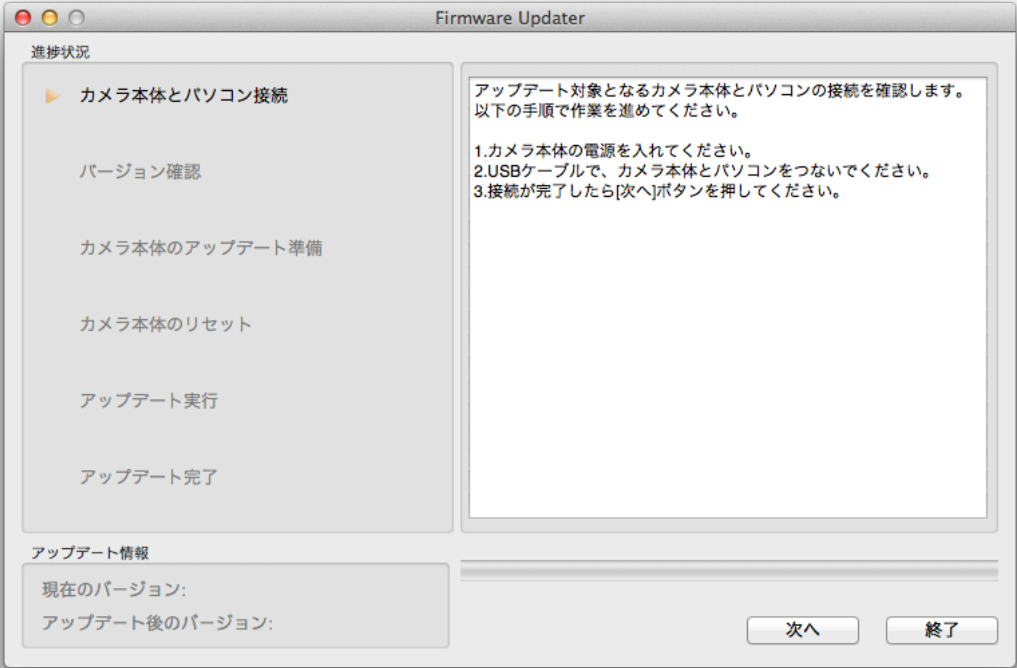 Firmware Updater
進捗状況
カメラ本体とパソコン接続
バージョン確認
カメラ本体のアップデート準備
カメラ本体のリセット
アップデート実行
アップデート完了
アップデート対象となるカメラ本体とパソコンの接続を確認します。
以下の手順で作業を進めてください。
1.カメラ本体の電源を入れてください。
2.USBケーブルで、カメラ本体とパソコンをつないでください。
3.接続が完了したら[次へ]ボタンを押してください。
アップデート情報
現在のバージョン:
アップデート後のバージョン:
次へ
終了